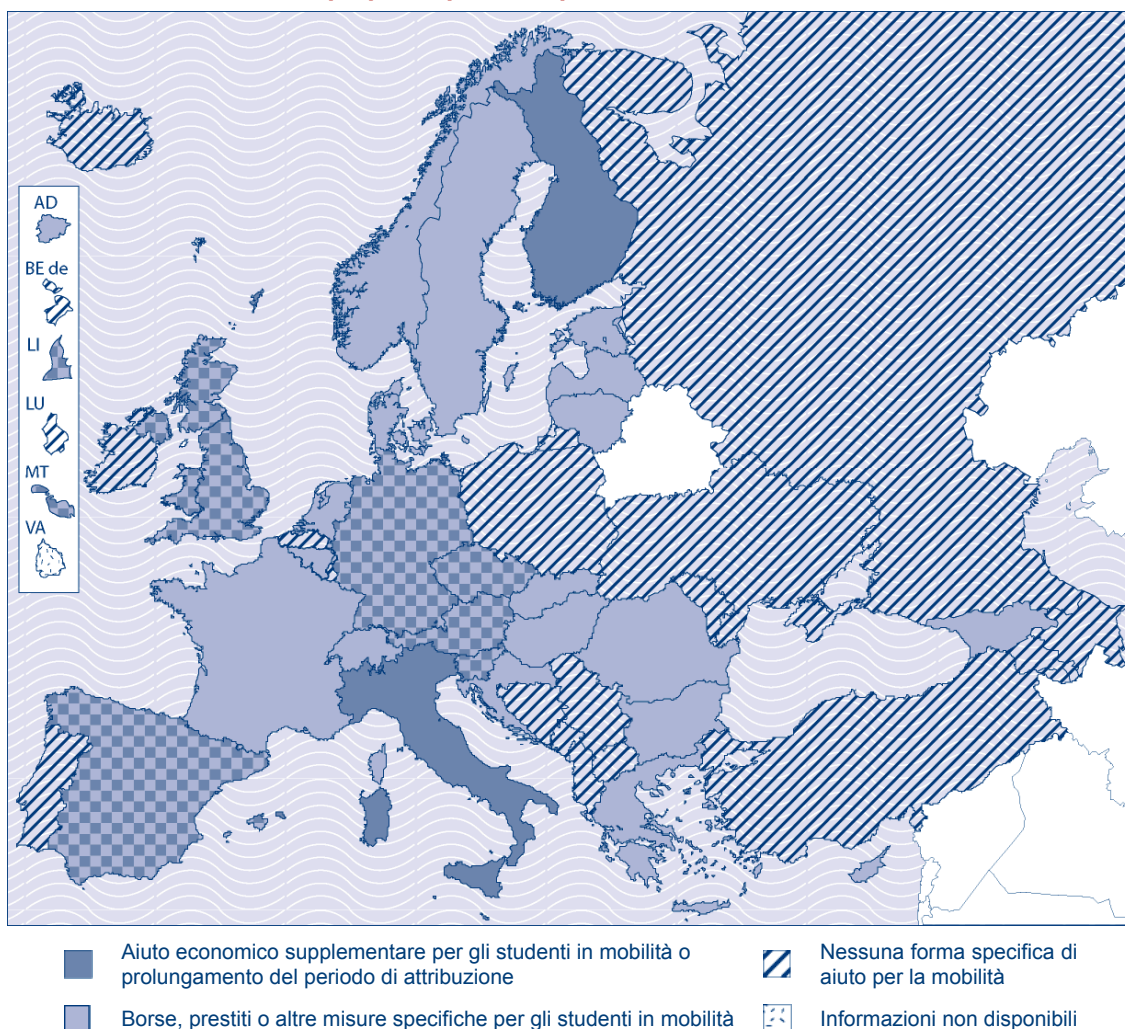 AD
BE de
LI
LU
MT
VA
Aiuto economico supplementare per gli studenti in mobilità o
prolungamento del periodo di attribuzione
Nessuna forma specifica di
aiuto per la mobilità
Borse, prestiti o altre misure specifiche per gli studenti in mobilità
Informazioni non disponibili